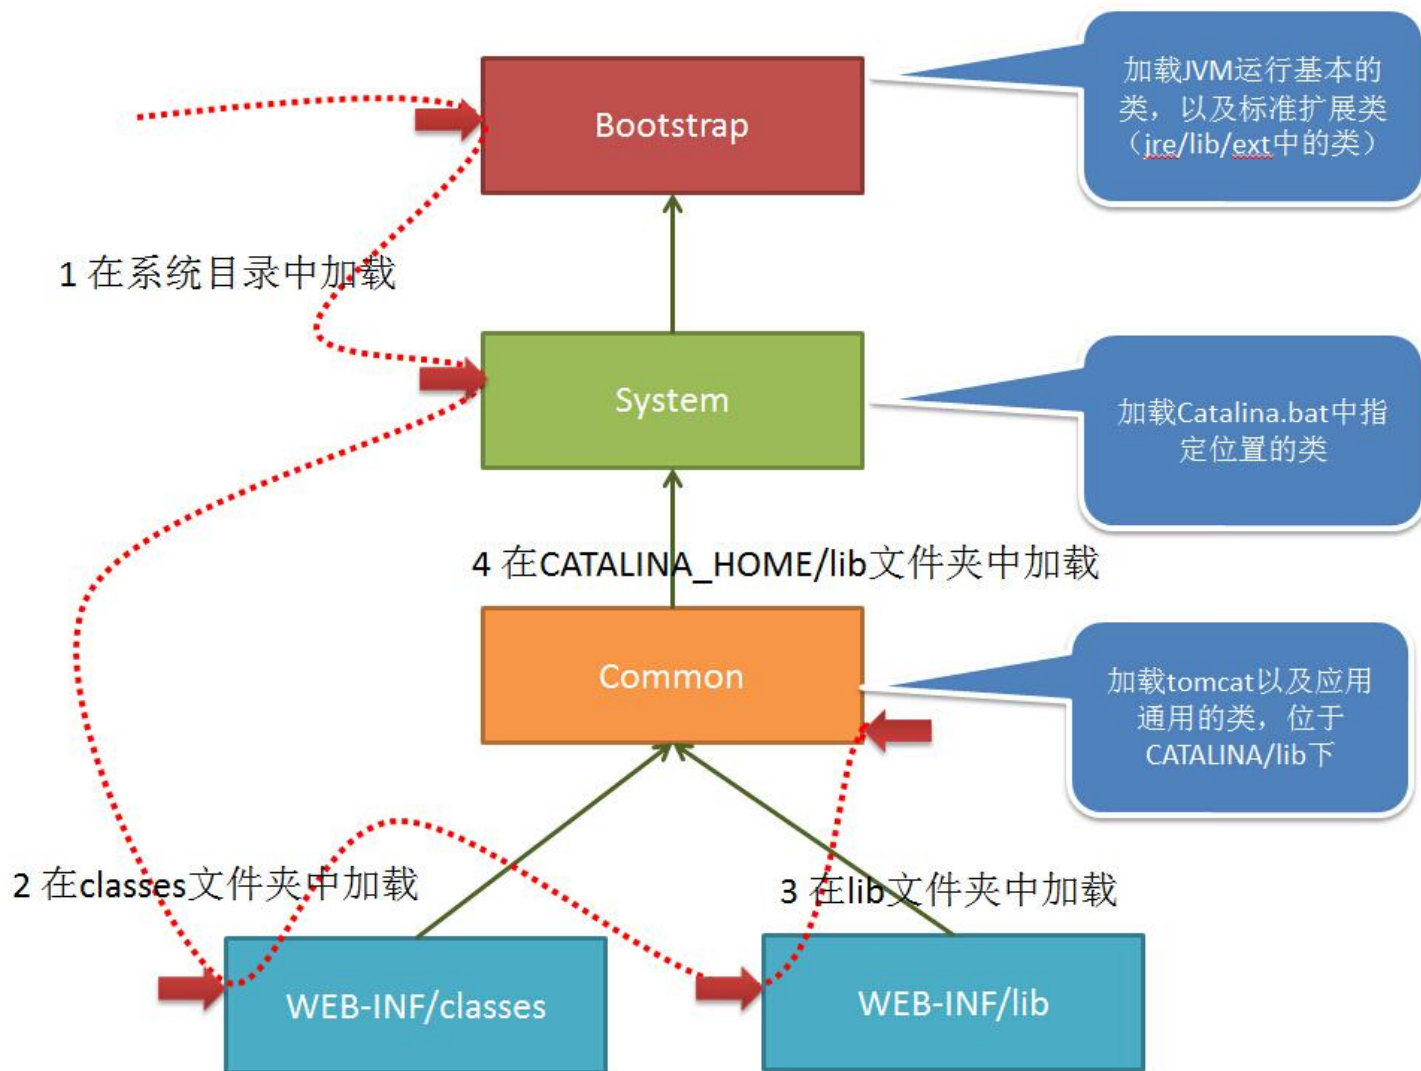 Bootstrap
加载JVM运行基本的
类，以及标准扩展类
（jre/lib/ext中的类）
1 在系统目录中加载
System
加载Catalina.bat中指
定位置的类
4 在CATALINA_HOME/lib文件夹中加载
Common
加载tomcat以及应用
通用的类，位于
CATALINA/lib下
2 在classes文件夹中加载
3 在lib文件夹中加载
WEB-INF/classes
WEB-INF/lib